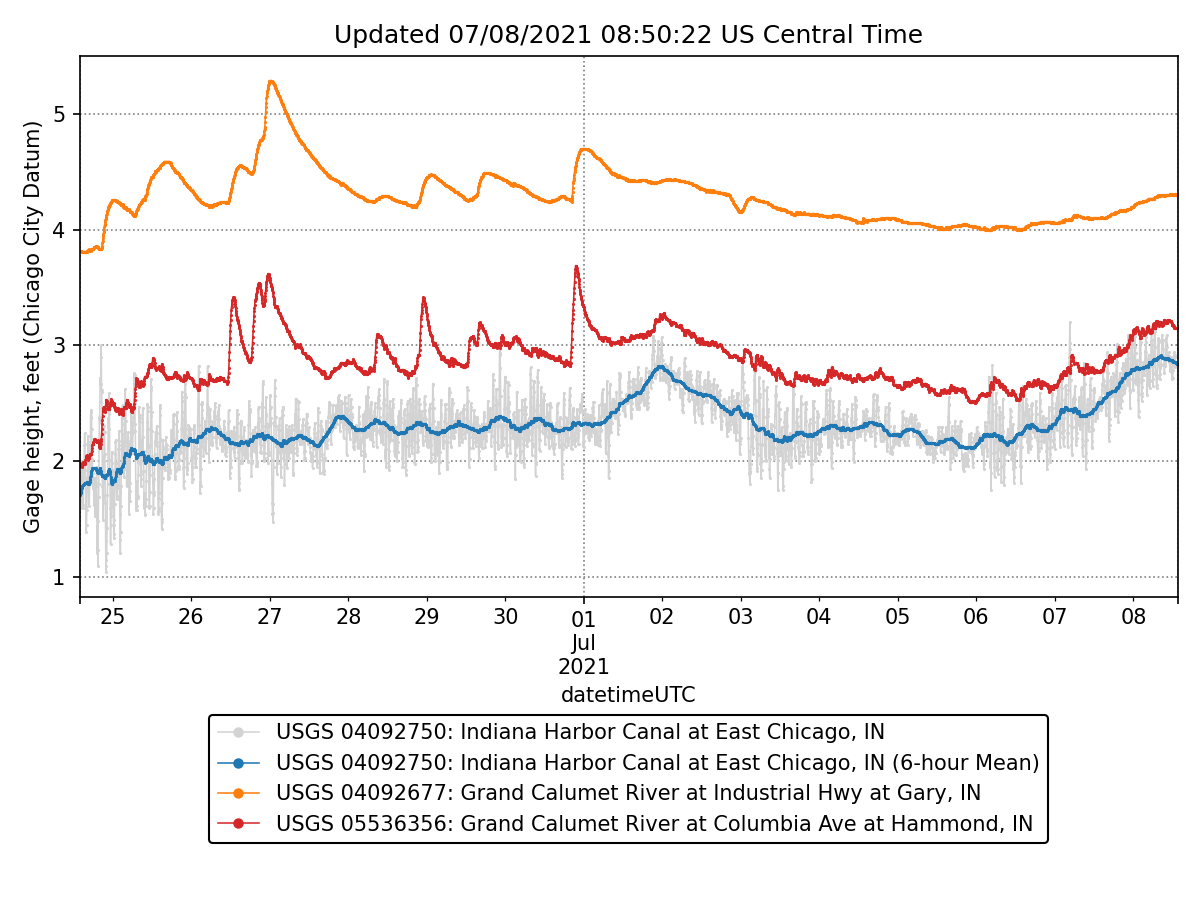 Updated 07/08/2021 08:50:22 US Central Time
Gage height, feet (Chicago City Datum)
5
4
3
2
1
25 26 27 28 29 30 01 02 03 04 05 06 07 08
Jul
2021
datetimeUTC
USGS 04092750: Indiana Harbor Canal at East Chicago, IN
USGS 04092750: Indiana Harbor Canal at East Chicago, IN (6-hour Mean)
USGS 04092677: Grand Calumet River at Industrial Hwy at Gary, IN
USGS 05536356: Grand Calumet River at Columbia Ave at Hammond, IN